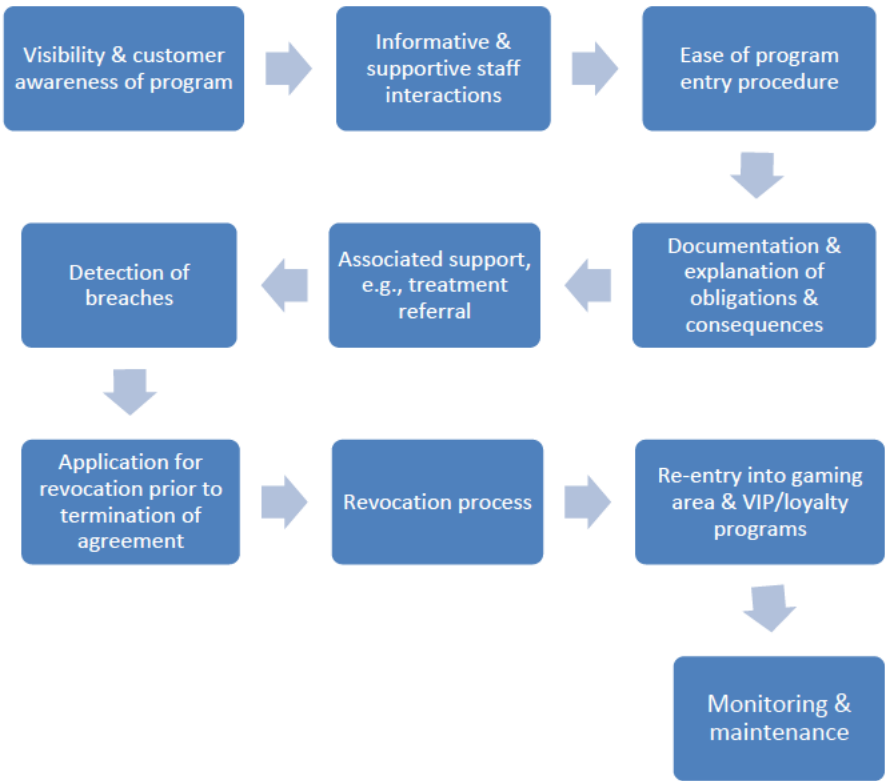 Visibility & customer
awareness of program
Informative &
supportive staff
interactions
Ease of program
entry procedure
Documentation &
explanation of
obligations &
consequences
Associated support,
e.g., treatment
referral
Detection of
breaches
Application for
revocation prior to
termination of
agreement
Revocation process
Re-entry into gaming
area & VIP/loyalty
programs
Monitoring &
maintenance